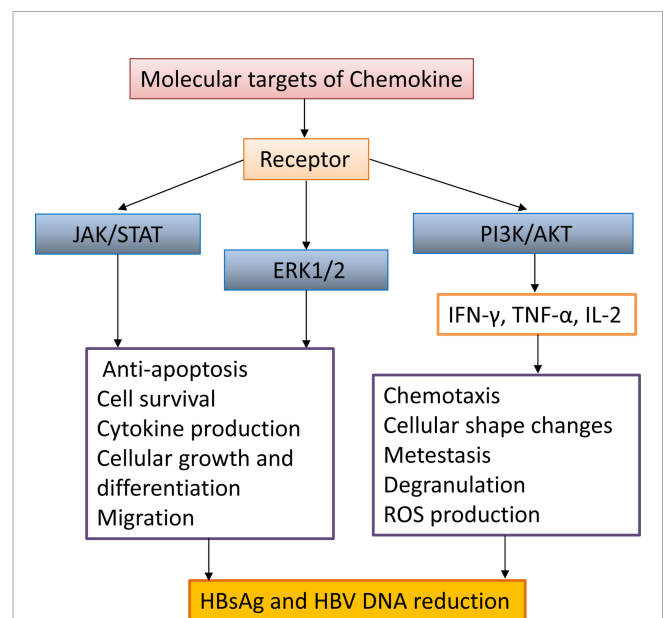 Molecular targets of Chemokine
Receptor
JAK/STAT
ERK1/2
PI3K/AKT
IFN-γ, TNF-α, IL-2
Anti-apoptosis
Cell survival
Cytokine production
Cellular growth and
differentiation
Migration
Chemotaxis
Cellular shape changes
Metestasis
Degranulation
ROS production
HBsAg and HBV DNA reduction